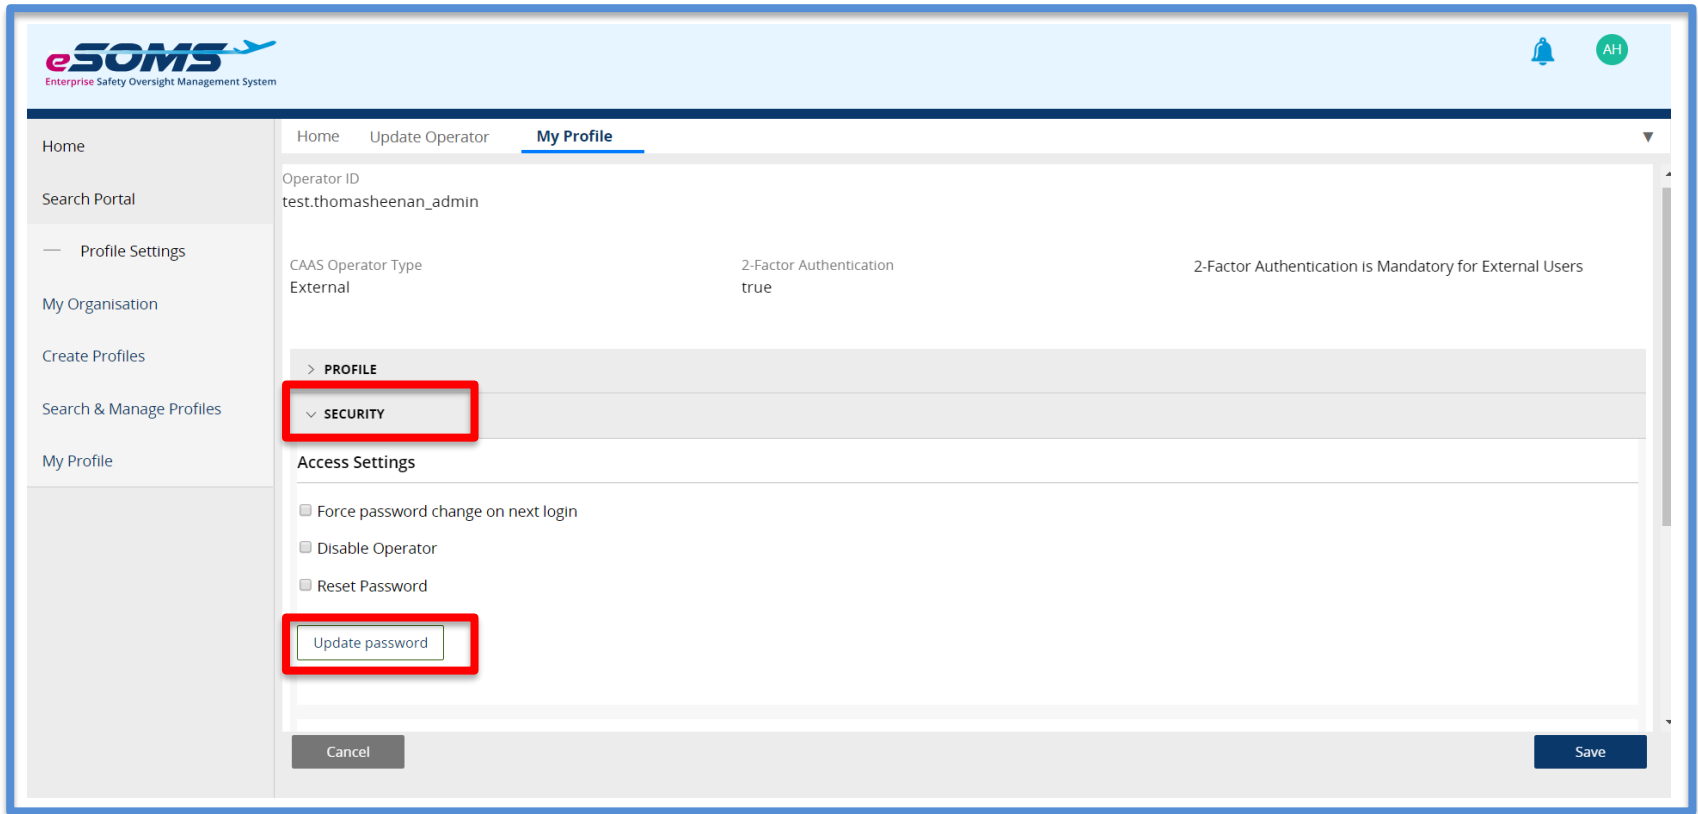 eSOMS
Enterprise Safety Oversight Management System
AH
Home
Search Portal
Profile Settings
My Organisation
Create Profiles
Search & Manage Profiles
My Profile
Home Update Operator My Profile
Operator ID
test.thomasheenan_admin
CAAS Operator Type
External
2-Factor Authentication
true
2-Factor Authentication is Mandatory for External Users
PROFILE
SECURITY
Access Settings
Force password change on next login
Disable Operator
Reset Password
Update password
Cancel
Save